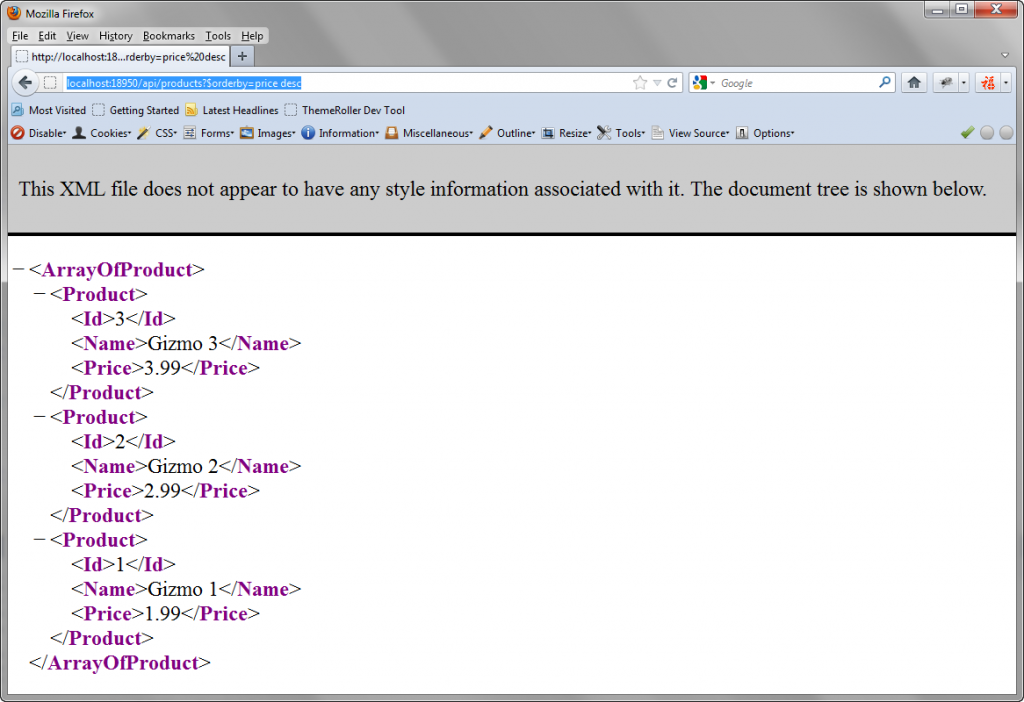 Mozilla Firefox
File Edit View History Bookmarks Tools Help
http://localhost:18...rderby=price%20desc
localhost:18950/api/products?$orderby=price desc
Google
福
Most Visited Getting Started Latest Headlines ThemeRoller Dev Tool
Disable Cookies CSS Forms Images Information Miscellaneous Outline Resize Tools View Source Options
This XML file does not appear to have any style information associated with it. The document tree is shown below.
− <ArrayOfProduct>
− <Product>
<Id>3</Id>
<Name>Gizmo 3</Name>
<Price>3.99</Price>
</Product>
− <Product>
<Id>2</Id>
<Name>Gizmo 2</Name>
<Price>2.99</Price>
</Product>
− <Product>
<Id>1</Id>
<Name>Gizmo 1</Name>
<Price>1.99</Price>
</Product>
</ArrayOfProduct>